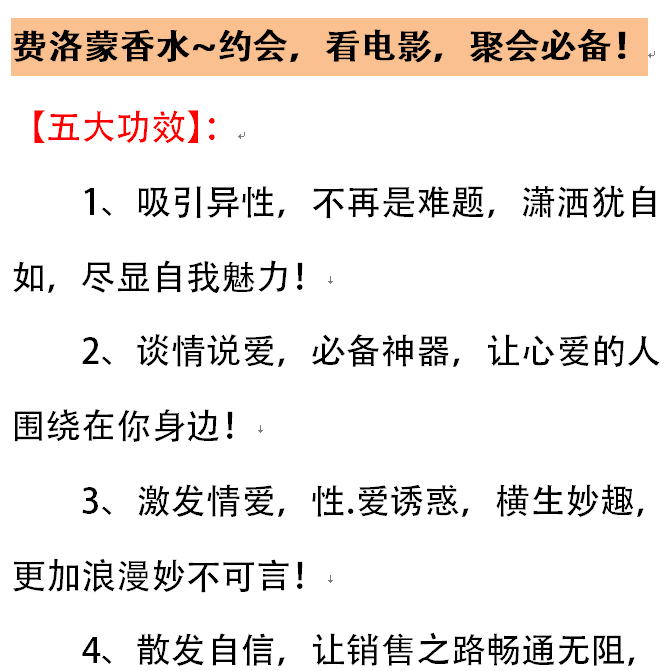 费洛蒙香水~约会，看电影，聚会必备！
【五大功效】：
1、吸引异性，不再是难题，潇洒犹自
如，尽显自我魅力！
2、谈情说爱，必备神器，让心爱的人
围绕在你身边！
3、激发情爱，性.爱诱惑，横生妙趣，
更加浪漫妙不可言！
4、散发自信，让销售之路畅通无阻，